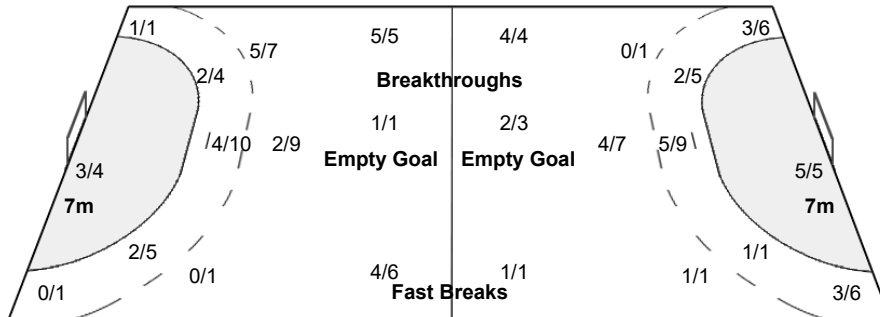 1/1 5/7 5/5 4/4 0/1 3/6
2/4 Breakthroughs 2/5
4/10 2/9 1/1 2/3 4/7 5/9
3/4 Empty Goal Empty Goal 5/5
7m 7m
2/5 1/1
0/1 0/1 4/6 1/1 1/1 3/6
Fast Breaks